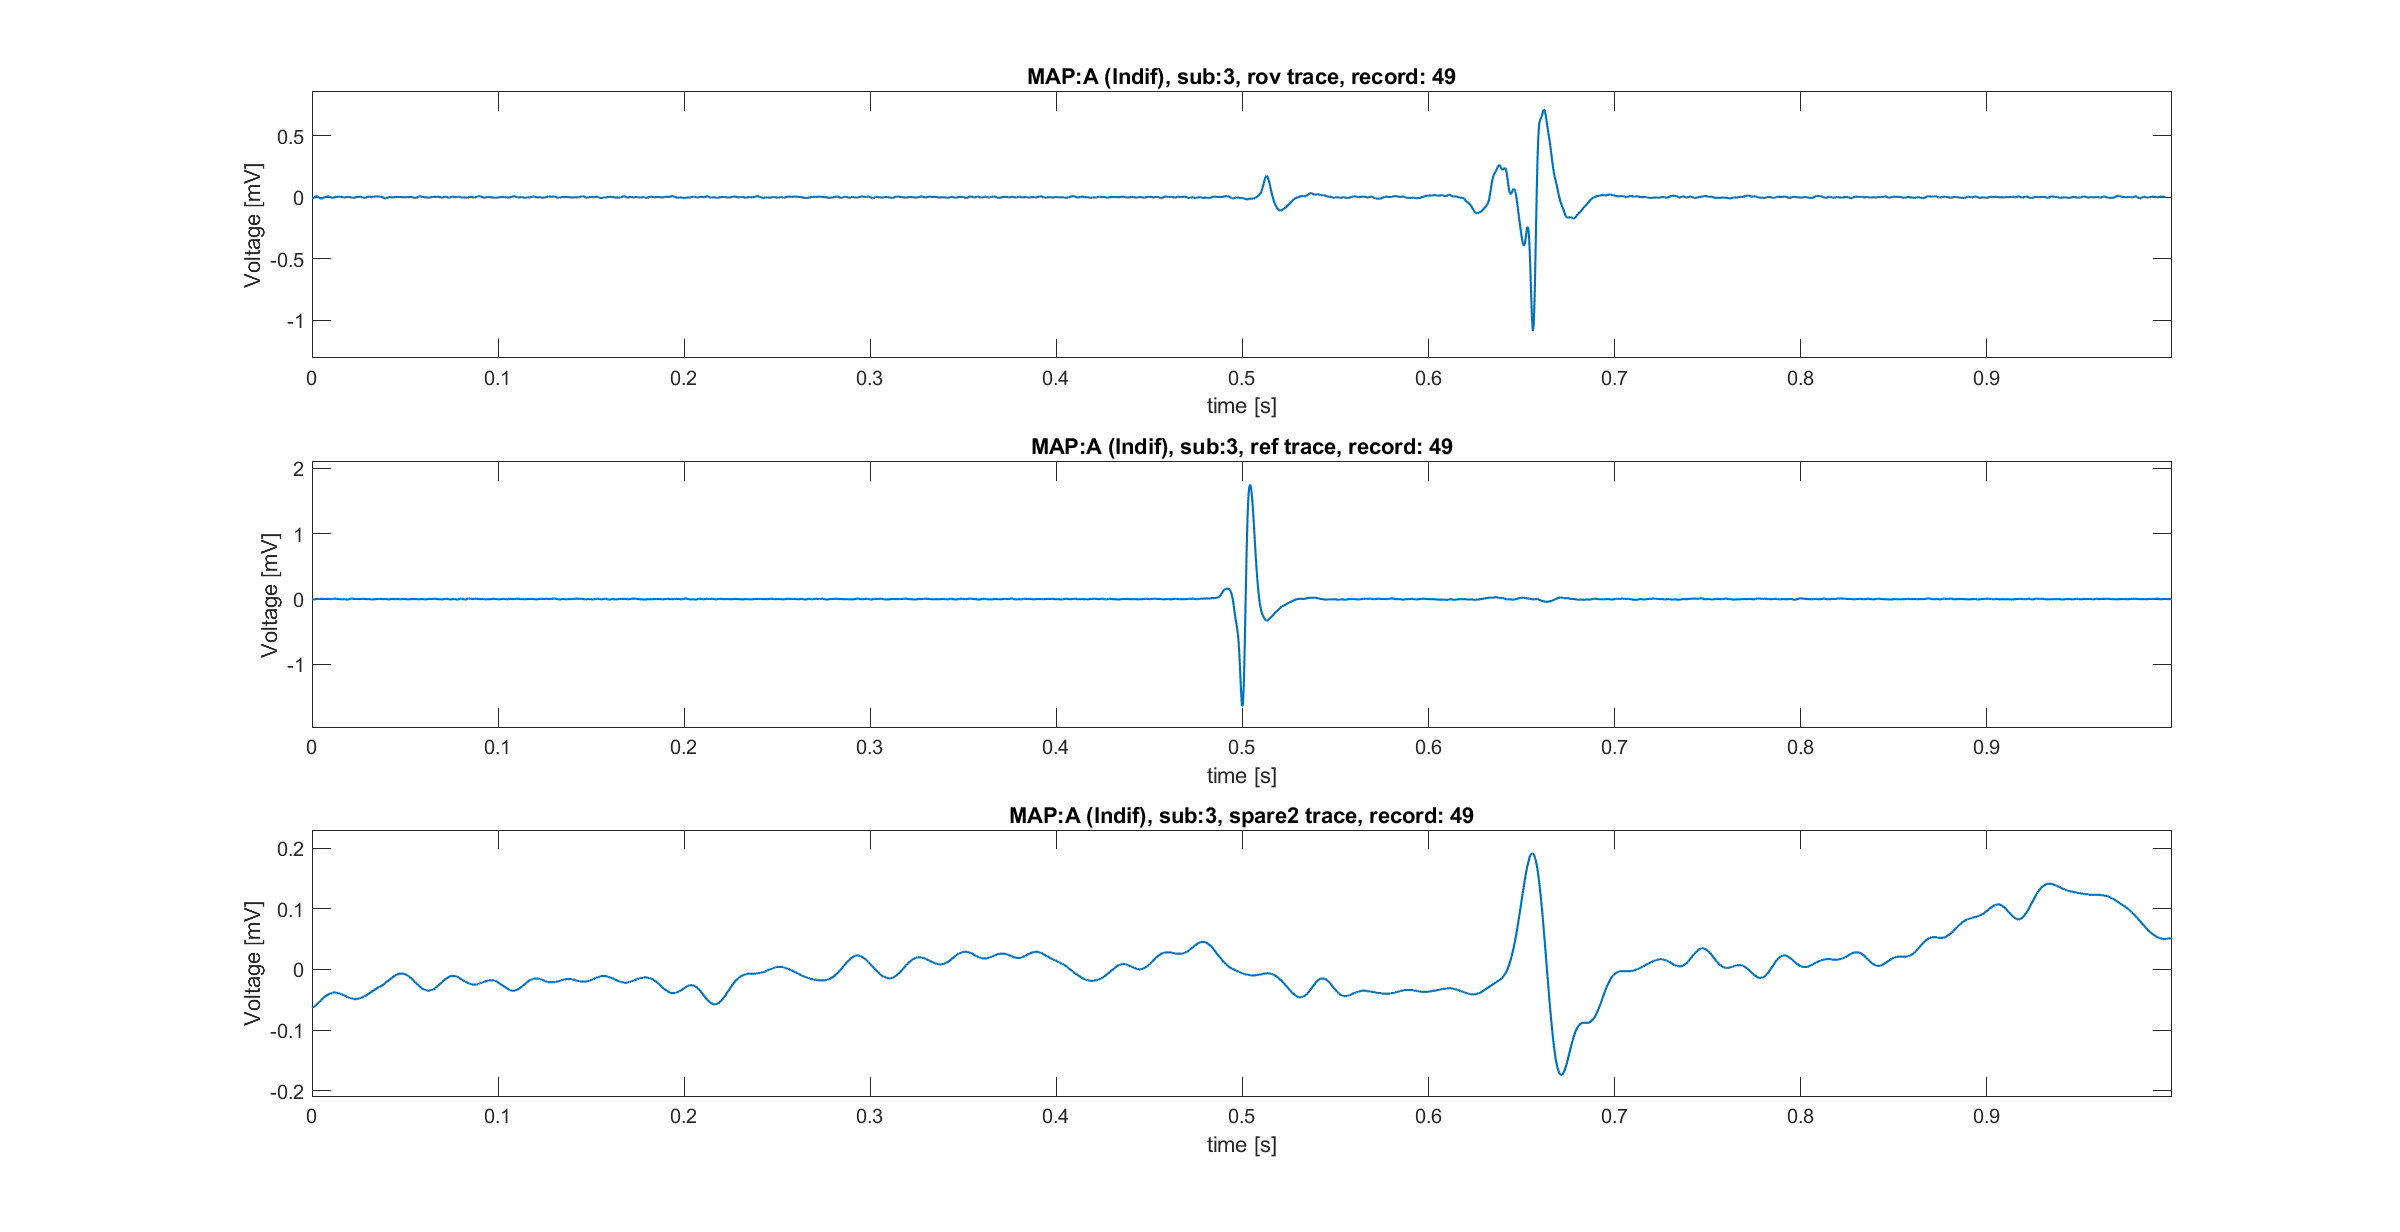 MAP:A (Indif), sub:3, rov trace, record: 49
Voltage [mV]
0.5
0
-0.5
-1
0 0.1 0.2 0.3 0.4 0.5 0.6 0.7 0.8 0.9
time [s]
MAP:A (Indif), sub:3, ref trace, record: 49
Voltage [mV]
2
1
0
-1
0 0.1 0.2 0.3 0.4 0.5 0.6 0.7 0.8 0.9
time [s]
MAP:A (Indif), sub:3, spare2 trace, record: 49
Voltage [mV]
0.2
0.1
0
-0.1
-0.2
0 0.1 0.2 0.3 0.4 0.5 0.6 0.7 0.8 0.9
time [s]